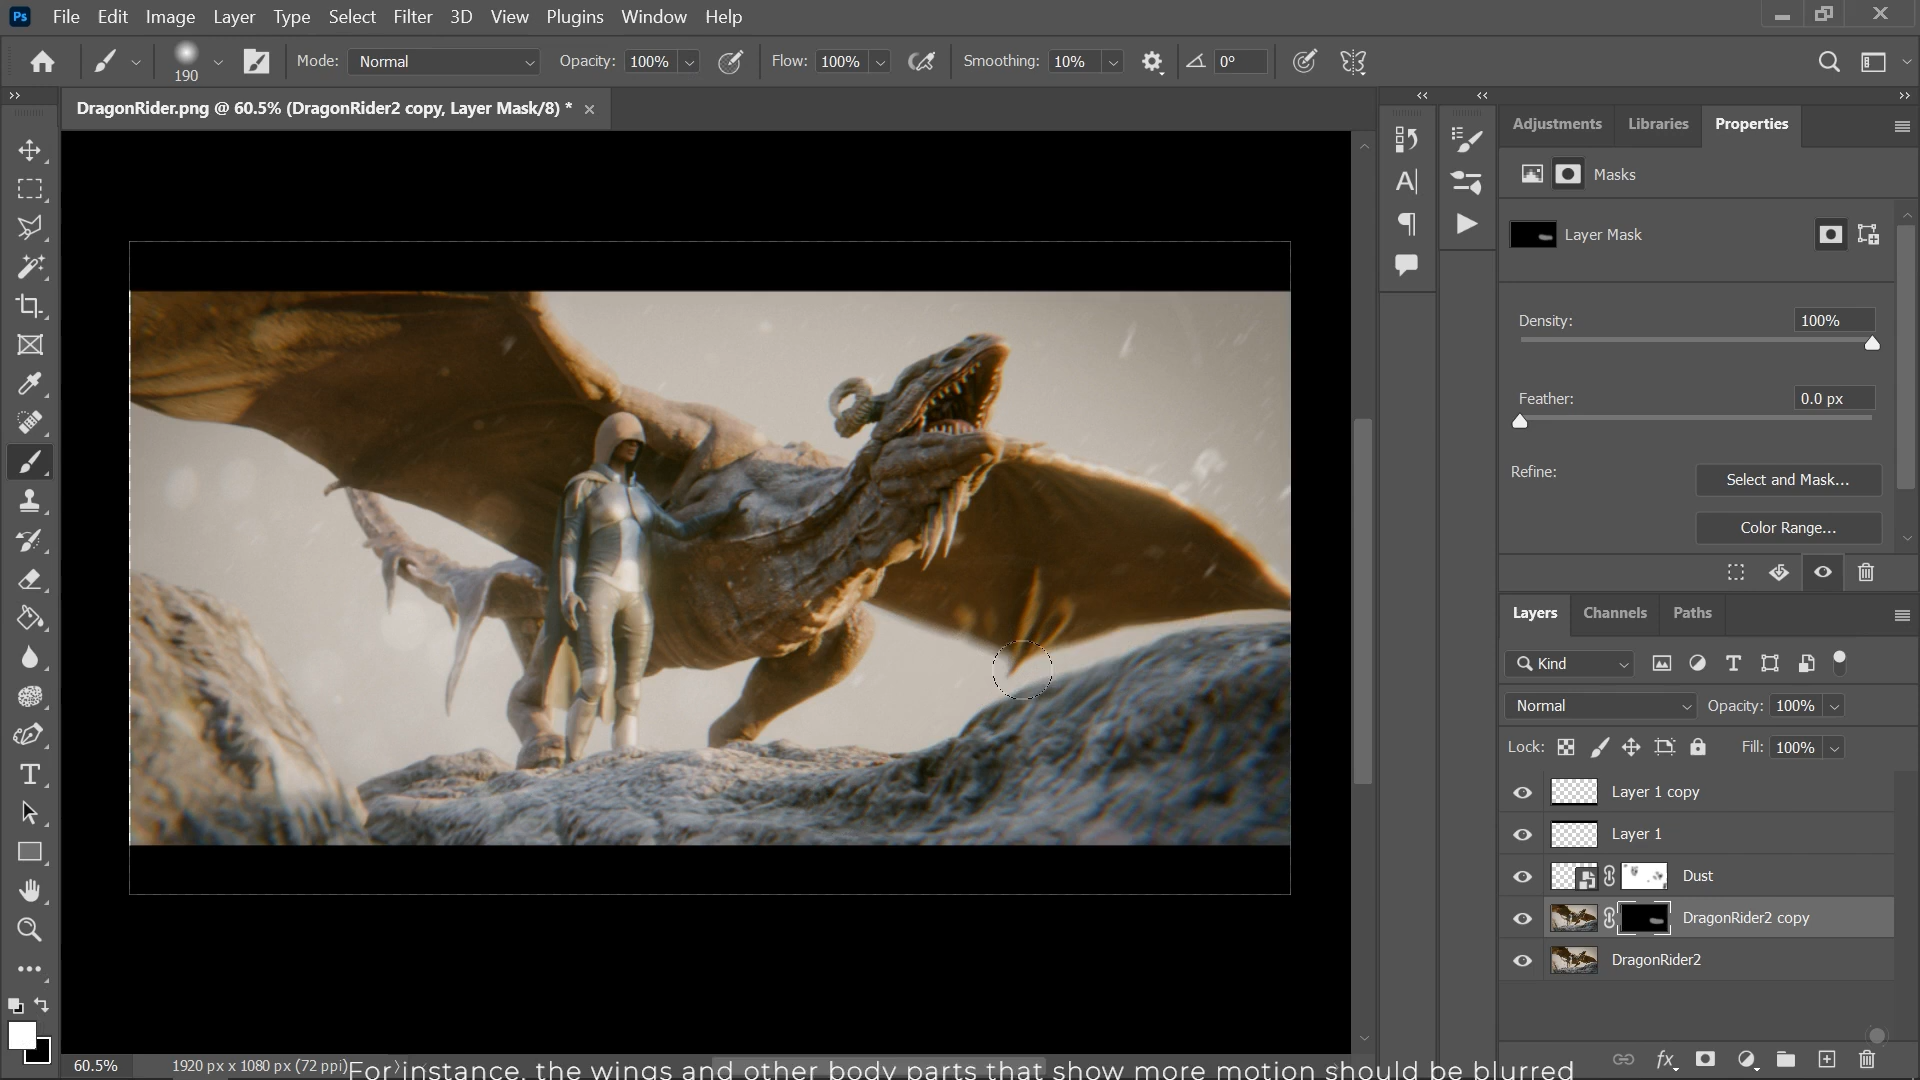 Ps File Edit Image Layer Type Select Filter 3D View Plugins Window Help
190 Mode: Normal Opacity: 100% Flow: 100% Smoothing: 10% 0°
DragonRider.png @ 60.5% (DragonRider2 copy, Layer Mask/8) *
Adjustments Libraries Properties
Masks
Layer Mask
Density: 100%
Feather: 0.0 px
Refine: Select and Mask...
Color Range...
Layers Channels Paths
Kind
Normal Opacity: 100%
Lock: Fill: 100%
Layer 1 copy
Layer 1
Dust
DragonRider2 copy
DragonRider2
60.5% 1920 px x 1080 px (72 ppi)
For instance, the wings and other body parts that show more motion should be blurred